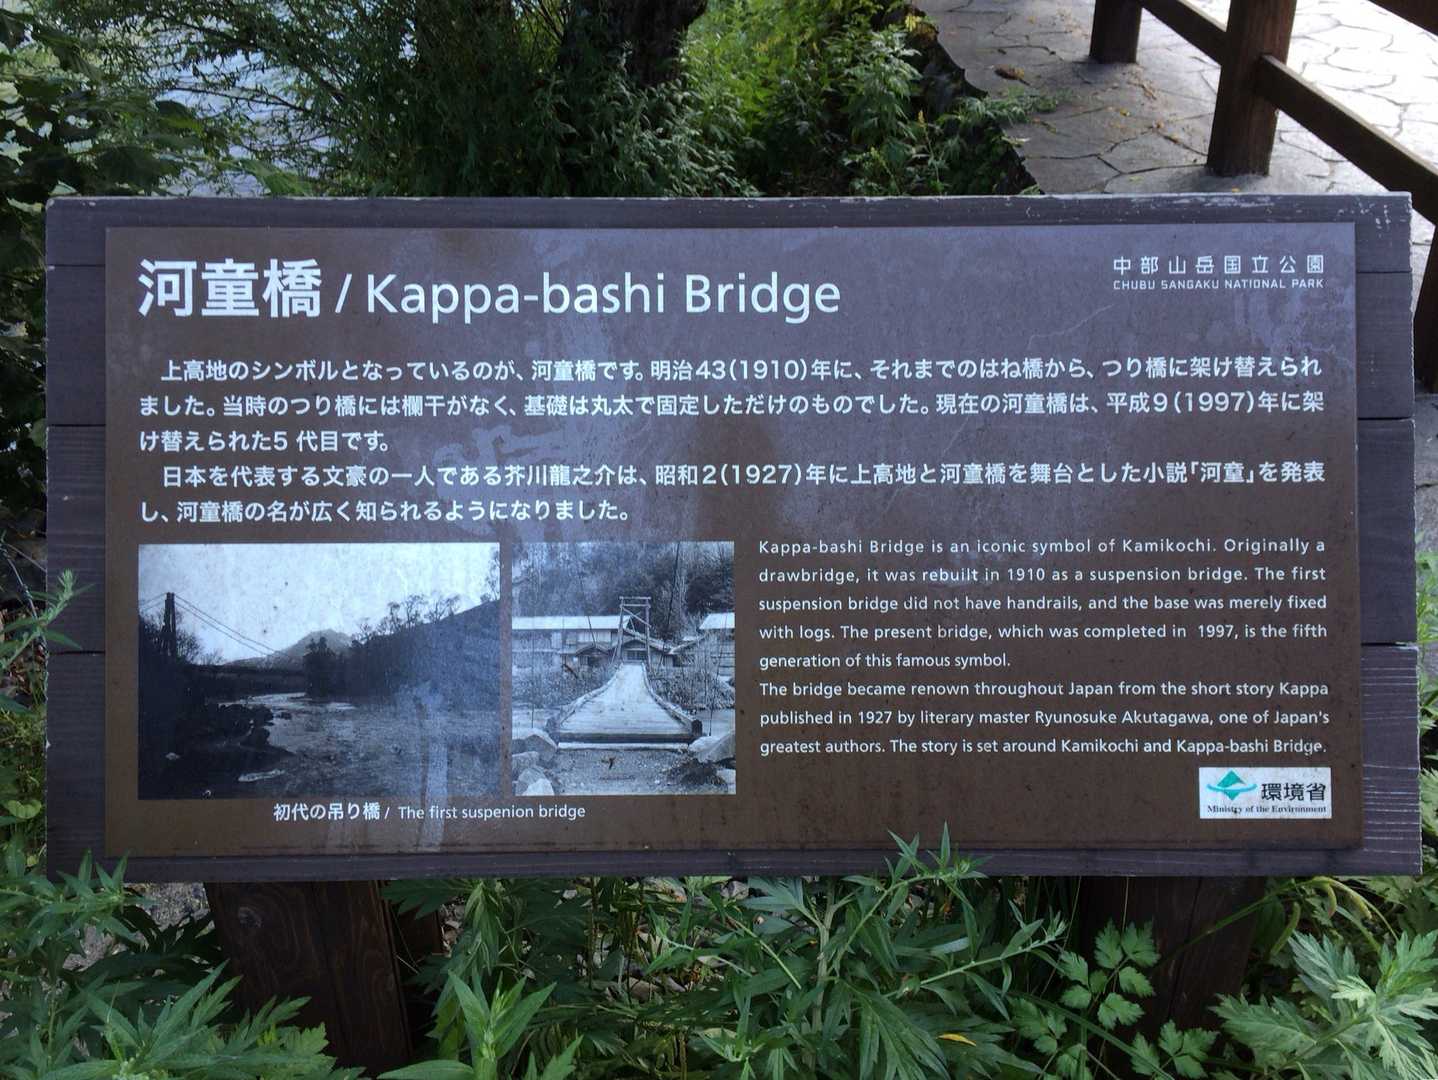 河童橋 / Kappa-bashi Bridge
中部山岳国立公園
CHUBU SANGAKU NATIONAL PARK
上高地のシンボルとなっているのが、河童橋です。明治43(1910)年に、それまでのはね橋から、つり橋に架け替えられ
ました。当時のつり橋には欄干がなく、基礎は丸太で固定しただけのものでした。現在の河童橋は、平成9(1997)年に架
け替えられた5 代目です。
日本を代表する文豪の一人である芥川龍之介は、昭和2(1927)年に上高地と河童橋を舞台とした小説「河童」を発表
し、河童橋の名が広く知られるようになりました。
Kappa-bashi Bridge is an iconic symbol of Kamikochi. Originally a
drawbridge, it was rebuilt in 1910 as a suspension bridge. The first
suspension bridge did not have handrails, and the base was merely fixed
with logs. The present bridge, which was completed in 1997, is the fifth
generation of this famous symbol.
The bridge became renown throughout Japan from the short story Kappa
published in 1927 by literary master Ryunosuke Akutagawa, one of Japan's
greatest authors. The story is set around Kamikochi and Kappa-bashi Bridge.
初代の吊り橋 / The first suspenion bridge
環境省
Ministry of the Environment